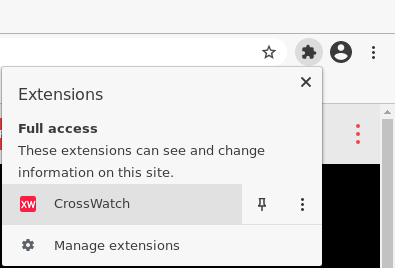 Extensions
Full access
These extensions can see and change
information on this site.
XW CrossWatch
Manage extensions